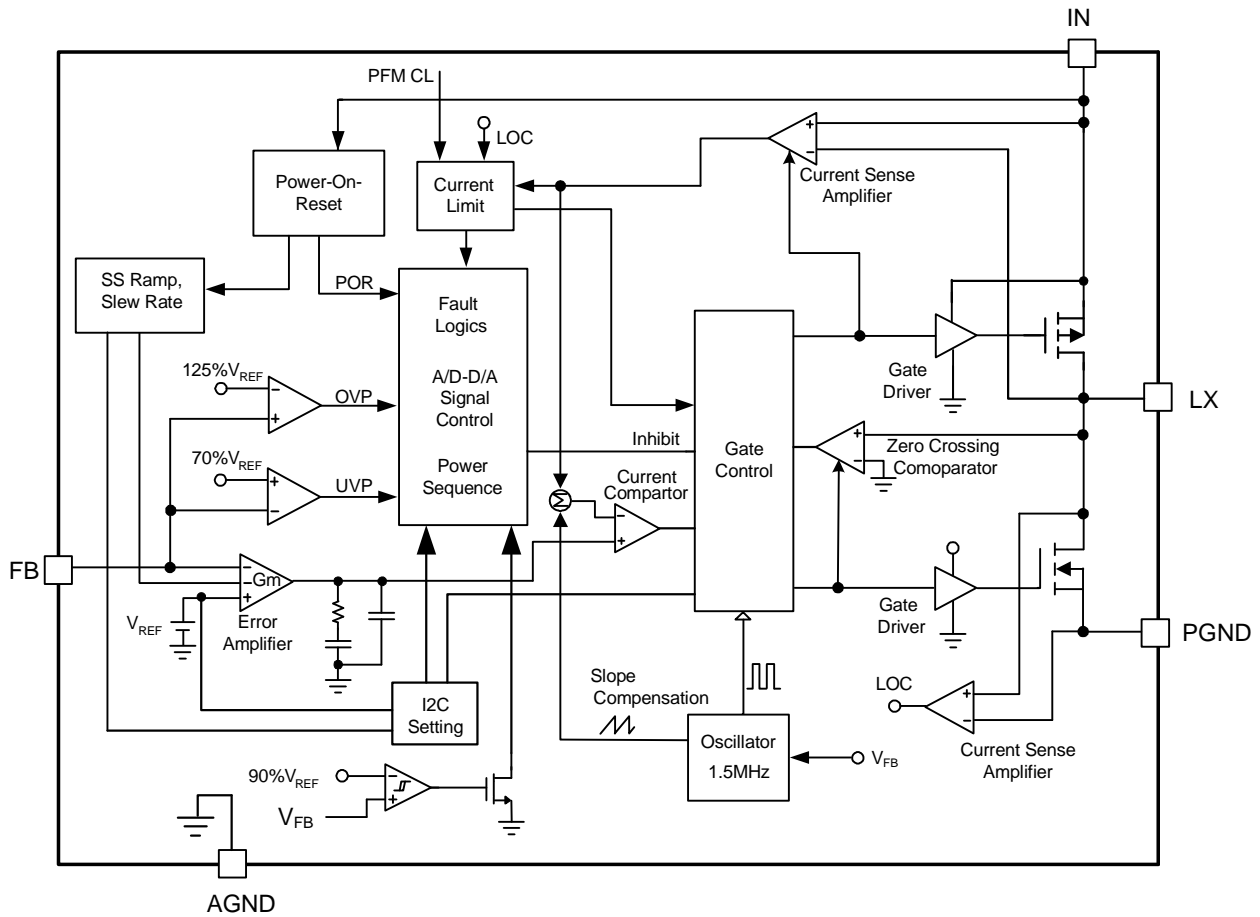 IN
PFM CL
LOC
Power-On-
Reset
Current
Limit
+
−
Current Sense
Amplifier
SS Ramp,
Slew Rate
POR
Fault
Logics
A/D-D/A
Signal
Control
Power
Sequence
125%VREF
−
+
OVP
70%VREF
+
−
UVP
Inhibit
Gate
Control
Gate
Driver
LX
+
−
Zero Crossing
Comoparator
Current
Compartor
Σ
−
+
FB
−
−
+
Gm
VREF
Error
Amplifier
Gate
Driver
PGND
I2C
Setting
Slope
Compensation
Oscillator
1.5MHz
VFB
LOC
+
−
Current Sense
Amplifier
90%VREF
−
+
VFB
AGND